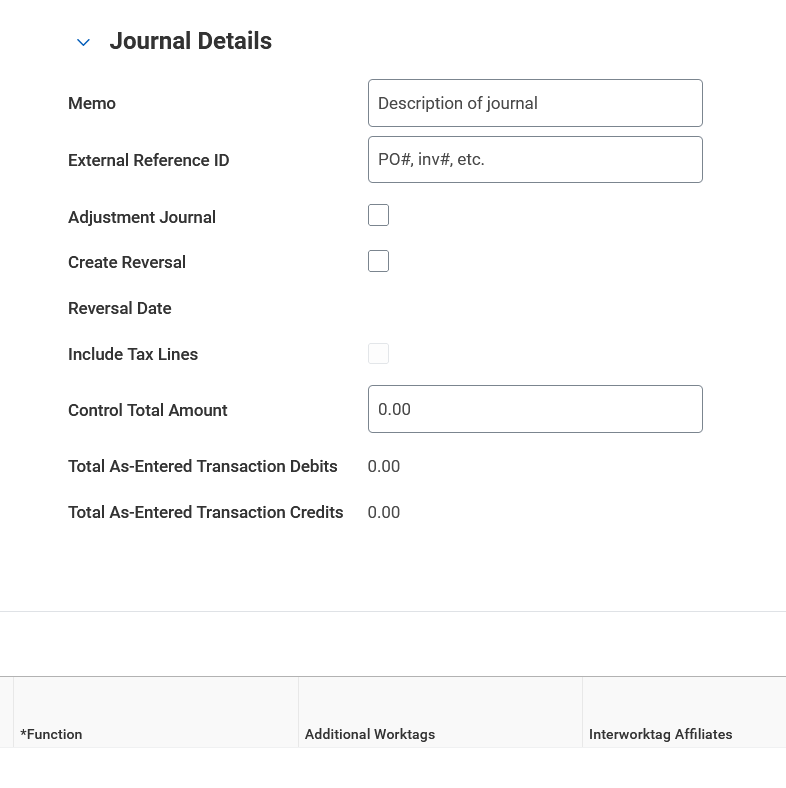 Journal Details
Memo Description of journal
External Reference ID PO#, inv#, etc.
Adjustment Journal
Create Reversal
Reversal Date
Include Tax Lines
Control Total Amount 0.00
Total As-Entered Transaction Debits 0.00
Total As-Entered Transaction Credits 0.00
*Function Additional Worktags Interworktag Affiliates